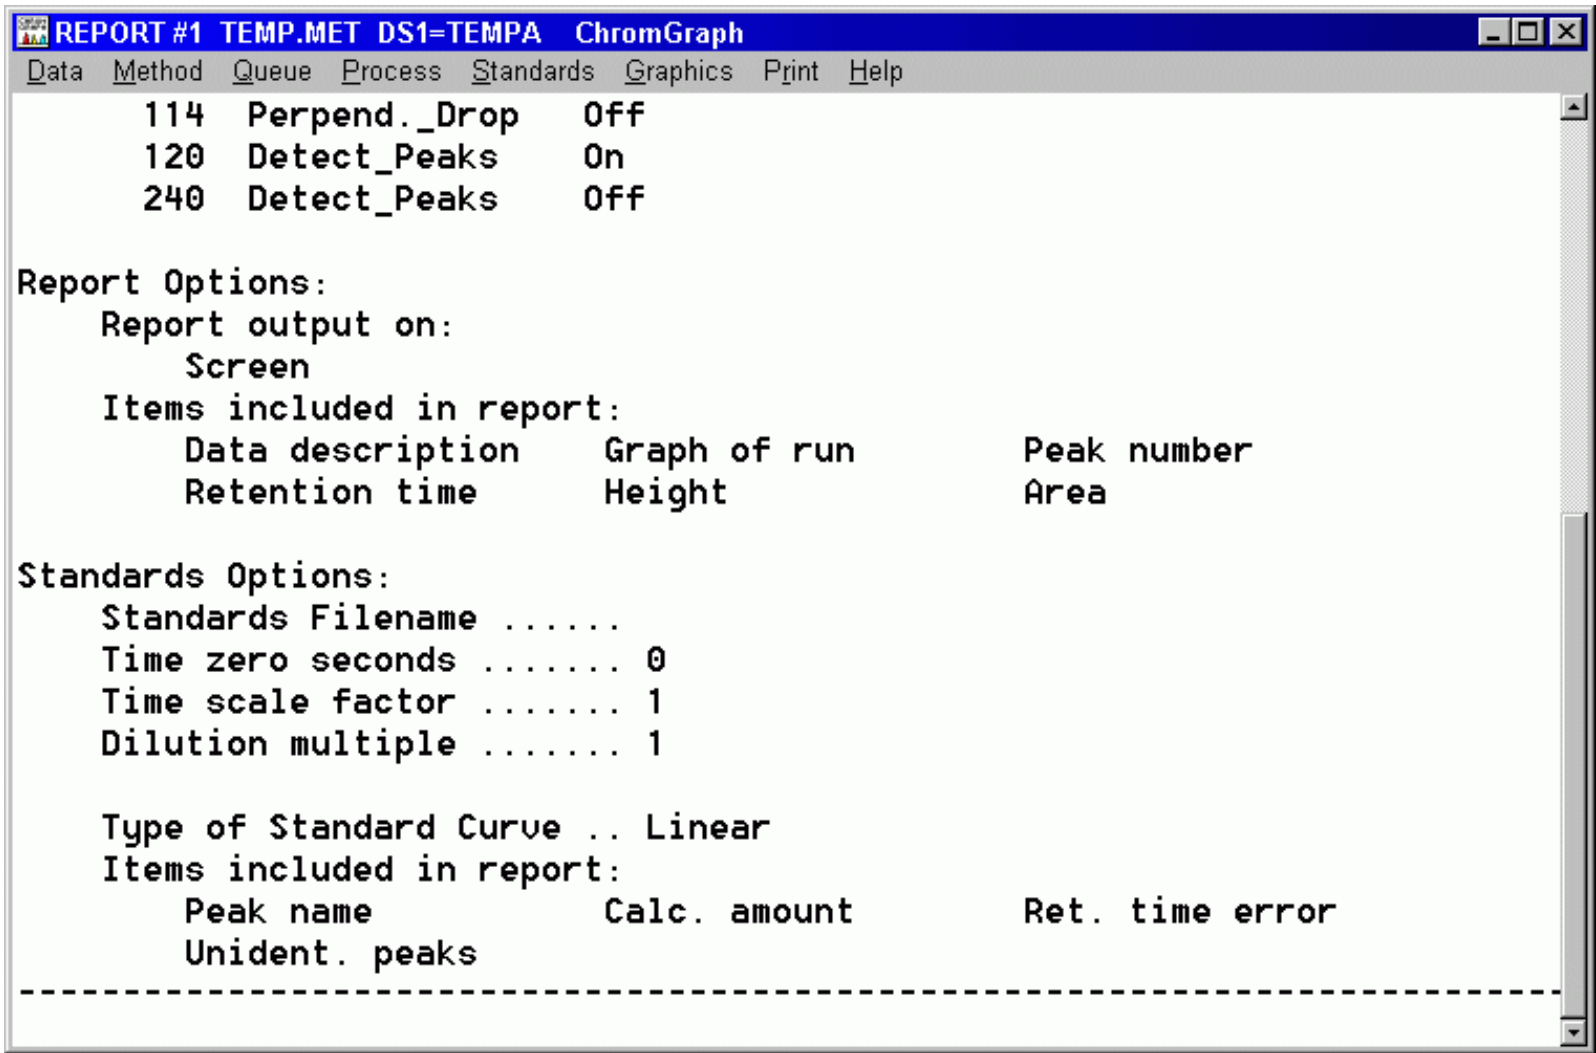 REPORT #1  TEMP.MET  DS1=TEMPA    ChromGraph
Data  Method  Queue  Process  Standards  Graphics  Print  Help
      114  Perpend._Drop   Off
      120  Detect_Peaks    On
      240  Detect_Peaks    Off

Report Options:
    Report output on:
        Screen
    Items included in report:
        Data description    Graph of run        Peak number
        Retention time      Height              Area

Standards Options:
    Standards Filename ......
    Time zero seconds ....... 0
    Time scale factor ....... 1
    Dilution multiple ....... 1

    Type of Standard Curve .. Linear
    Items included in report:
        Peak name           Calc. amount        Ret. time error
        Unident. peaks
--------------------------------------------------------------------------